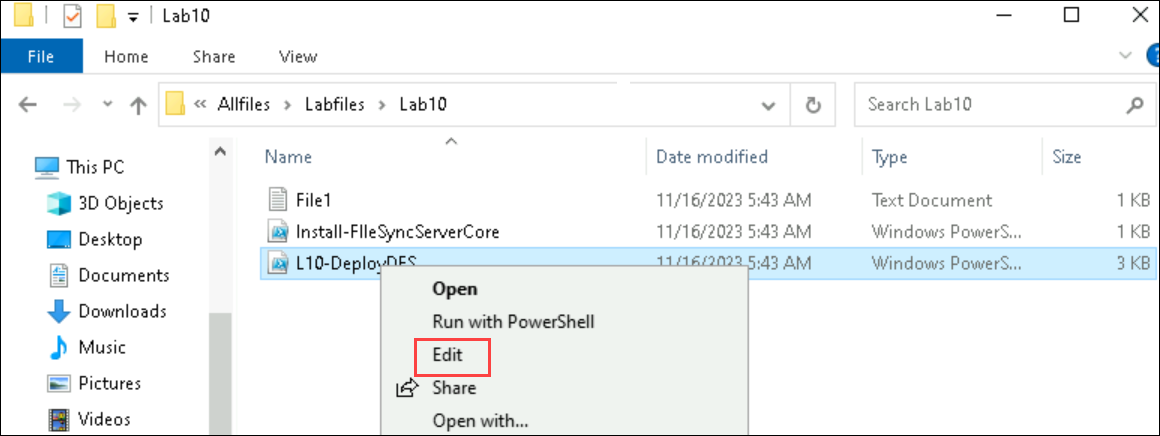 Lab10
File Home Share View
« Allfiles > Labfiles > Lab10
Search Lab10
Name Date modified Type Size
This PC
3D Objects
Desktop
Documents
Downloads
Music
Pictures
Videos
File1 11/16/2023 5:43 AM Text Document 1 KB
Install-FIleSyncServerCore 11/16/2023 5:43 AM Windows PowerS... 1 KB
L10-DeployDFS 11/16/2023 5:43 AM Windows PowerS... 3 KB
Open
Run with PowerShell
Edit
Share
Open with...